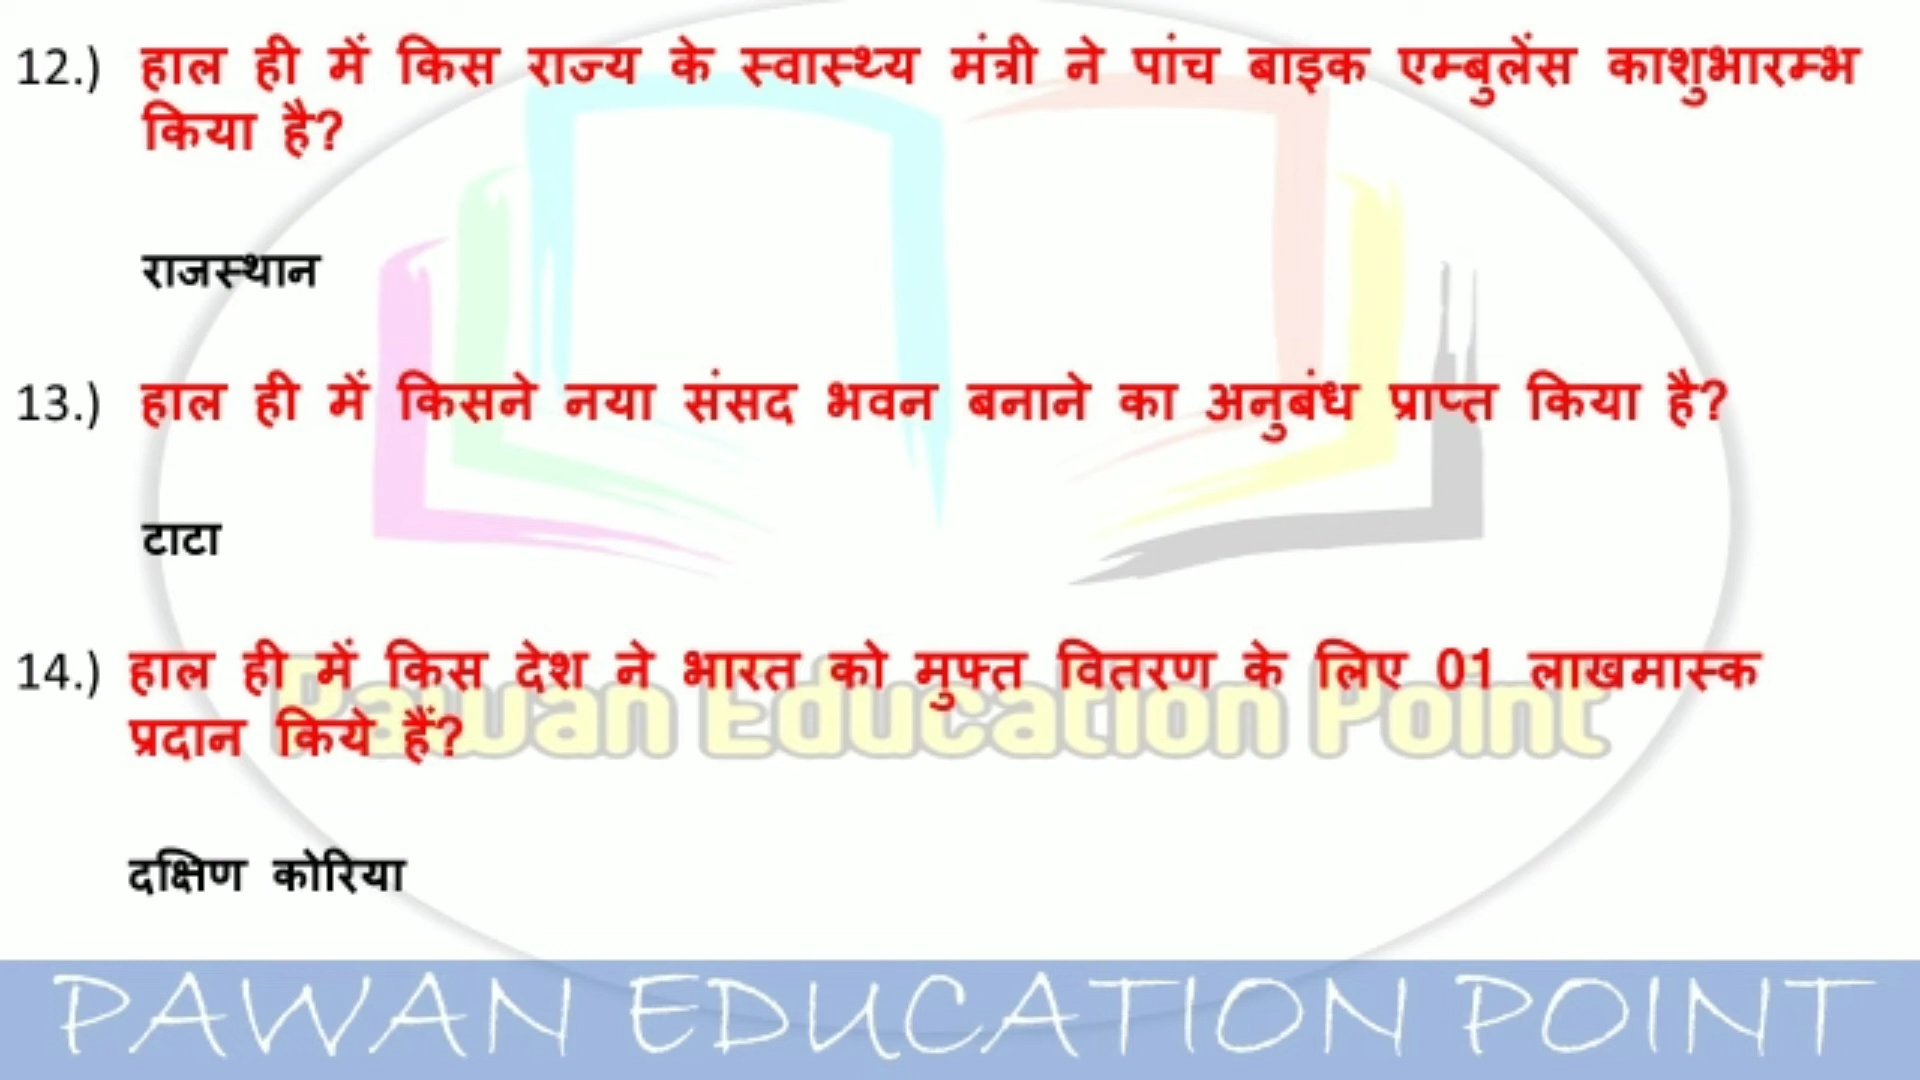 12.) हाल ही में किस राज्य के स्वास्थ्य मंत्री ने पांच बाइक एम्बुलेंस काशुभारम्भ
किया है?
राजस्थान
13.) हाल ही में किसने नया संसद भवन बनाने का अनुबंध प्राप्त किया है?
टाटा
14.) हाल ही में किस देश ने भारत को मुफ्त वितरण के लिए 01 लाखमास्क
Pawan Education Point
प्रदान किये हैं?
दक्षिण कोरिया
PAWAN EDUCATION POINT